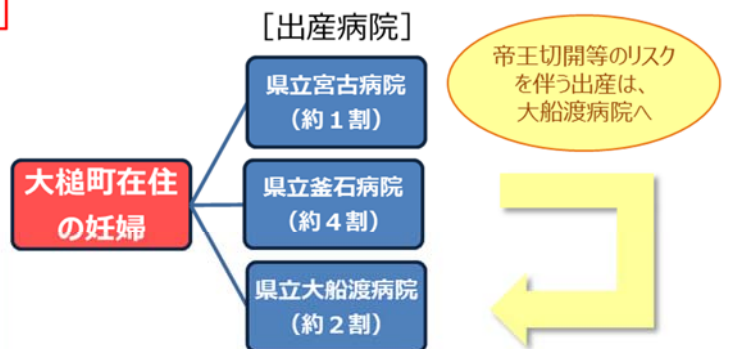 ［出産病院］
帝王切開等のリスク
を伴う出産は、
大船渡病院へ
県立宮古病院
（約１割）
大槌町在住
の妊婦
県立釜石病院
（約４割）
県立大船渡病院
（約２割）